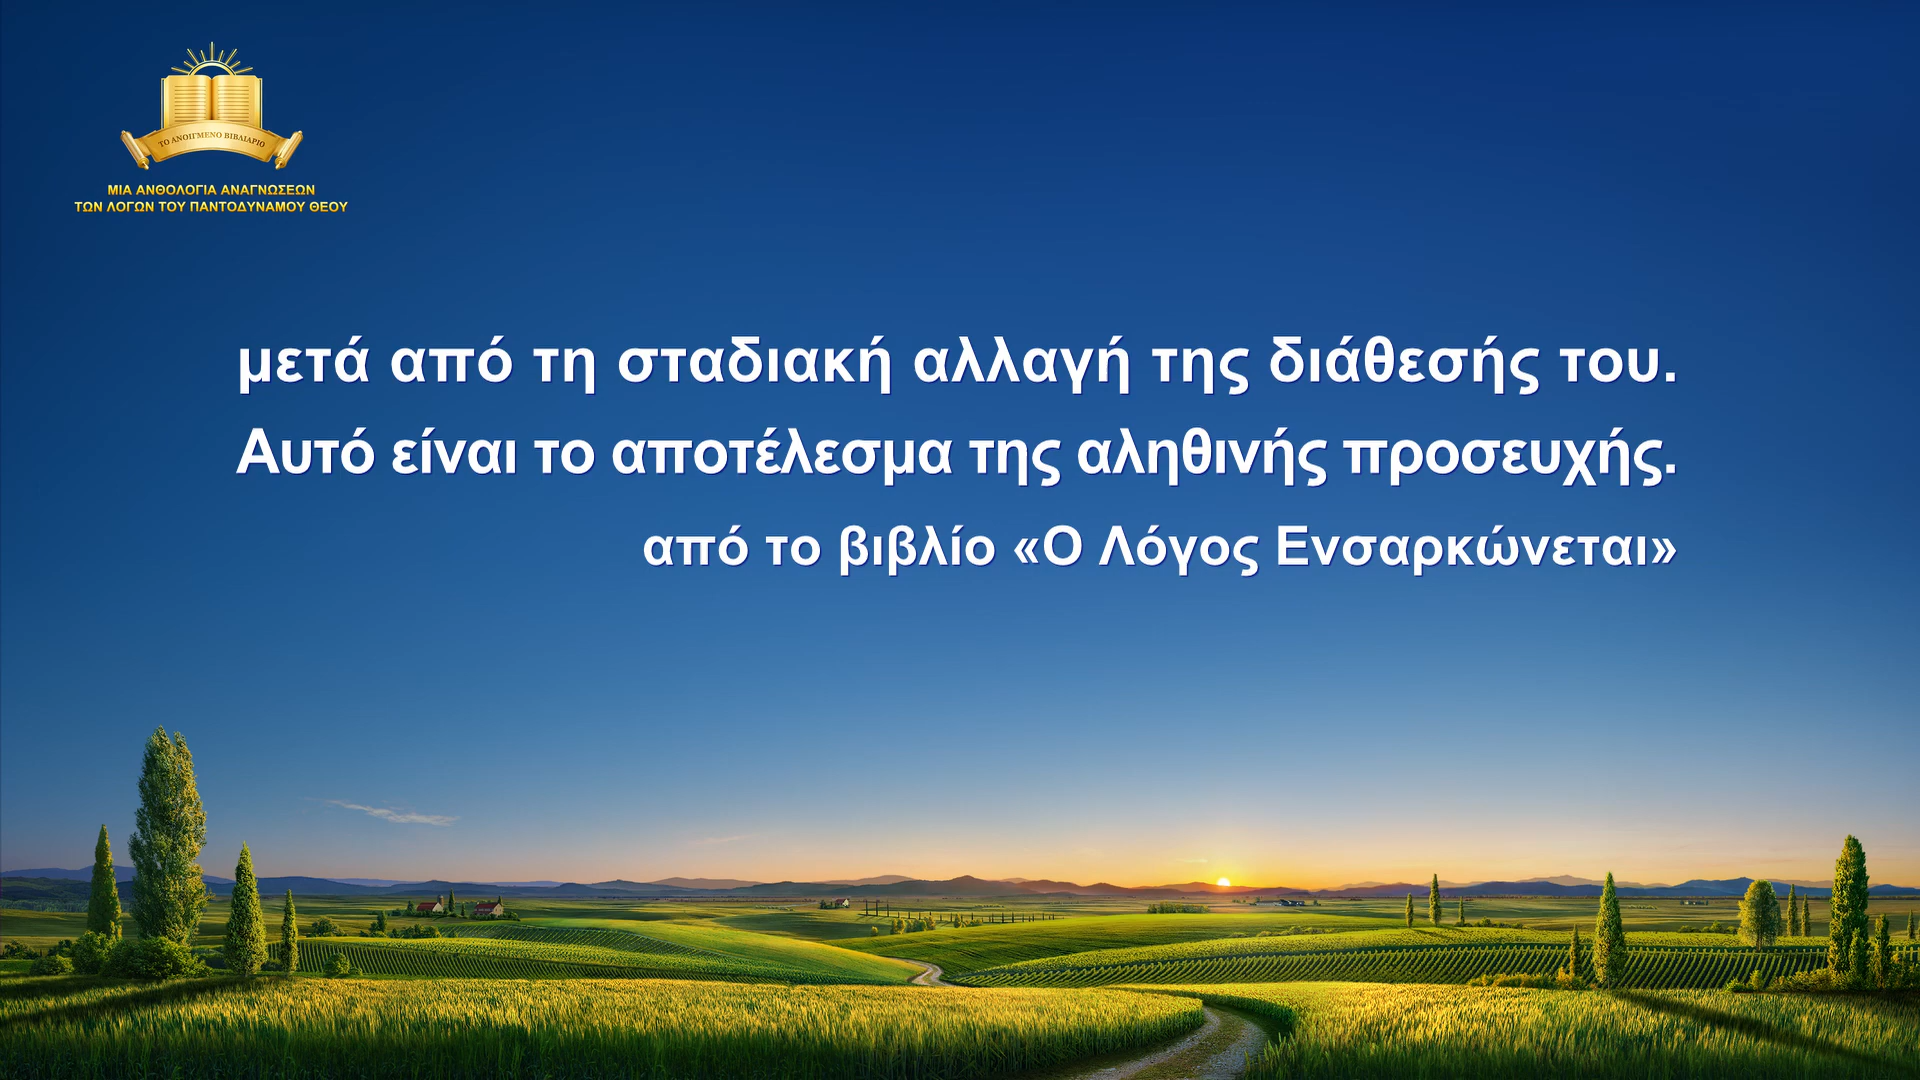 ΤΟ ΑΝΟΙΓΜΕΝΟ ΒΙΒΛΙΑΡΙΟ
ΜΙΑ ΑΝΘΟΛΟΓΙΑ ΑΝΑΓΝΩΣΕΩΝ
ΤΩΝ ΛΟΓΩΝ ΤΟΥ ΠΑΝΤΟΔΥΝΑΜΟΥ ΘΕΟΥ
μετά από τη σταδιακή αλλαγή της διάθεσής του.
Αυτό είναι το αποτέλεσμα της αληθινής προσευχής.
από το βιβλίο «Ο Λόγος Ενσαρκώνεται»